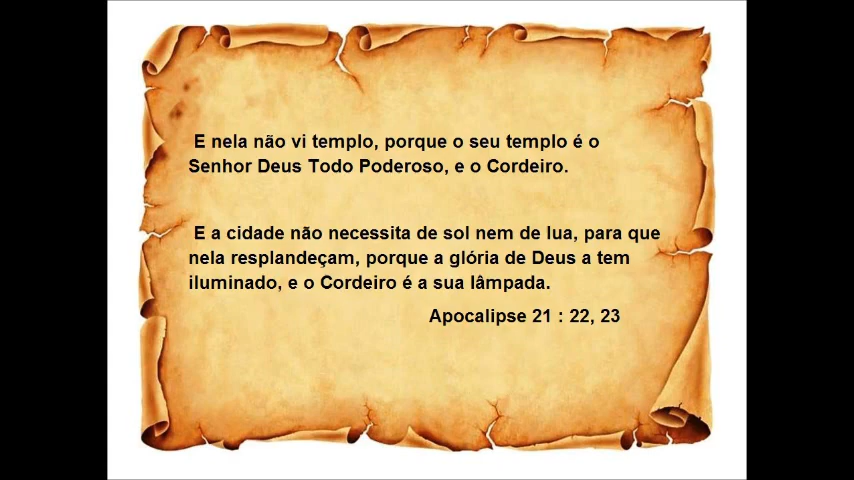 E nela não vi templo, porque o seu templo é o
Senhor Deus Todo Poderoso, e o Cordeiro.
E a cidade não necessita de sol nem de lua, para que
nela resplandeçam, porque a glória de Deus a tem
iluminado, e o Cordeiro é a sua lâmpada.
Apocalipse 21 : 22, 23